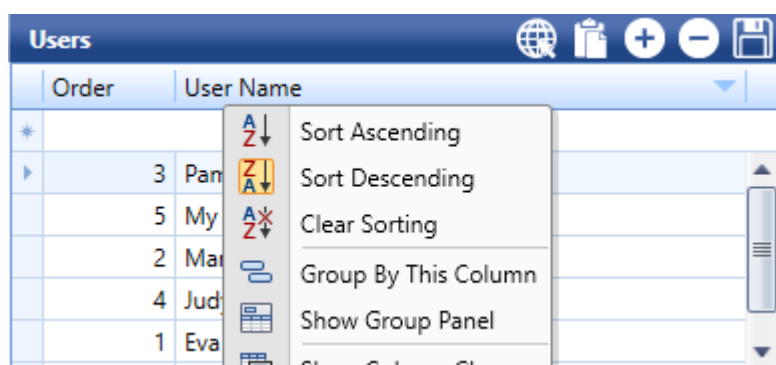 Users
Order User Name
Sort Ascending
3 Sort Descending
5 My Clear Sorting
2
Group By This Column
4
Show Group Panel
1 Eva